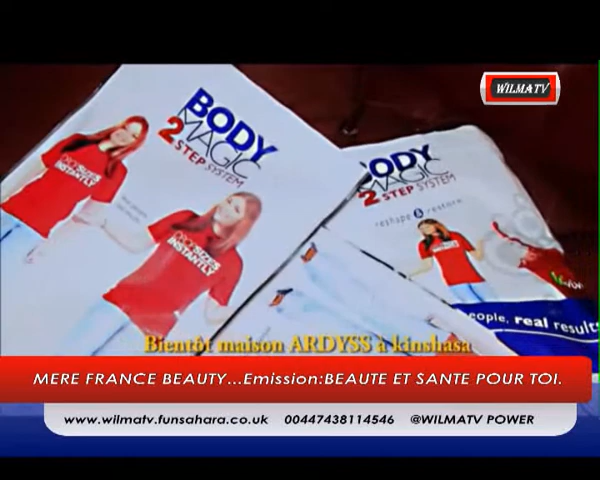 WILMATV
BODY
MAGIC
2 STEP SYSTEM
INSTANTLY
SIZES
INSTANTLY
BODY
MAGIC
2 STEP SYSTEM
reshape & restore
people, real results
Bientôt maison ARDYSS à kinshasa
MERE FRANCE BEAUTY...Emission:BEAUTE ET SANTE POUR TOI.
www.wilmatv.funsahara.co.uk 00447438114546 @WILMATV POWER